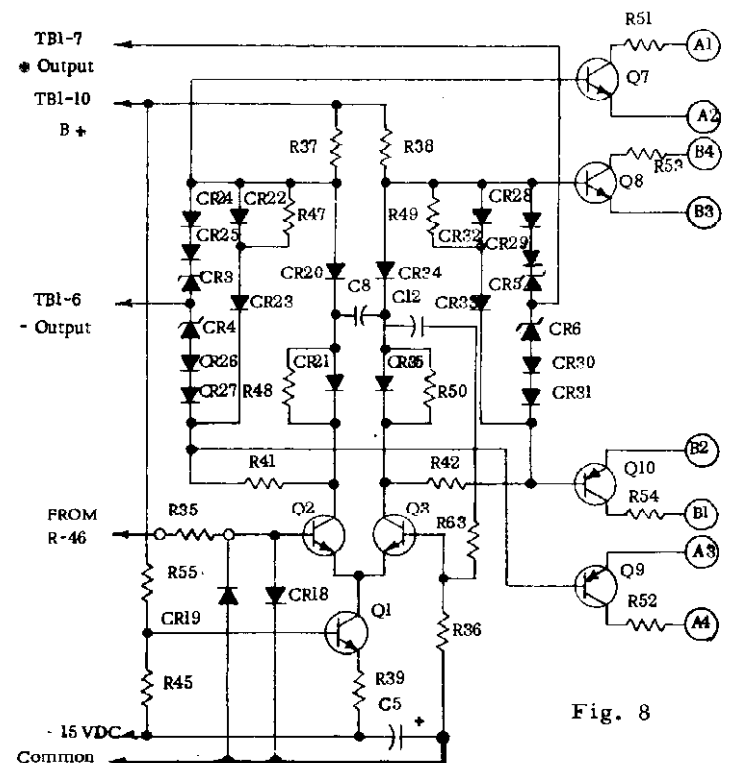 R51
TB1-7
A1
* Output
Q7
TB1-10
A2
B +
R37
R38
B4
R53
Q8
CR24
CR22
CR28
B3
R47
R49
CR25
CR32
CR29
CR3
CR20
C8
CR34
CR5
TB1-6
CR23
C12
CR33
- Output
CR4
CR6
CR26
CR21
CR30
CR27
R48
R50
CR31
B2
R41
R42
Q10
R54
FROM
R35
Q2
Q3
B1
R-46
R63
A3
R55
CR18
Q9
CR19
Q1
R52
R36
A4
R45
R39
C5
+
Fig. 8
- 15 VDC
Common